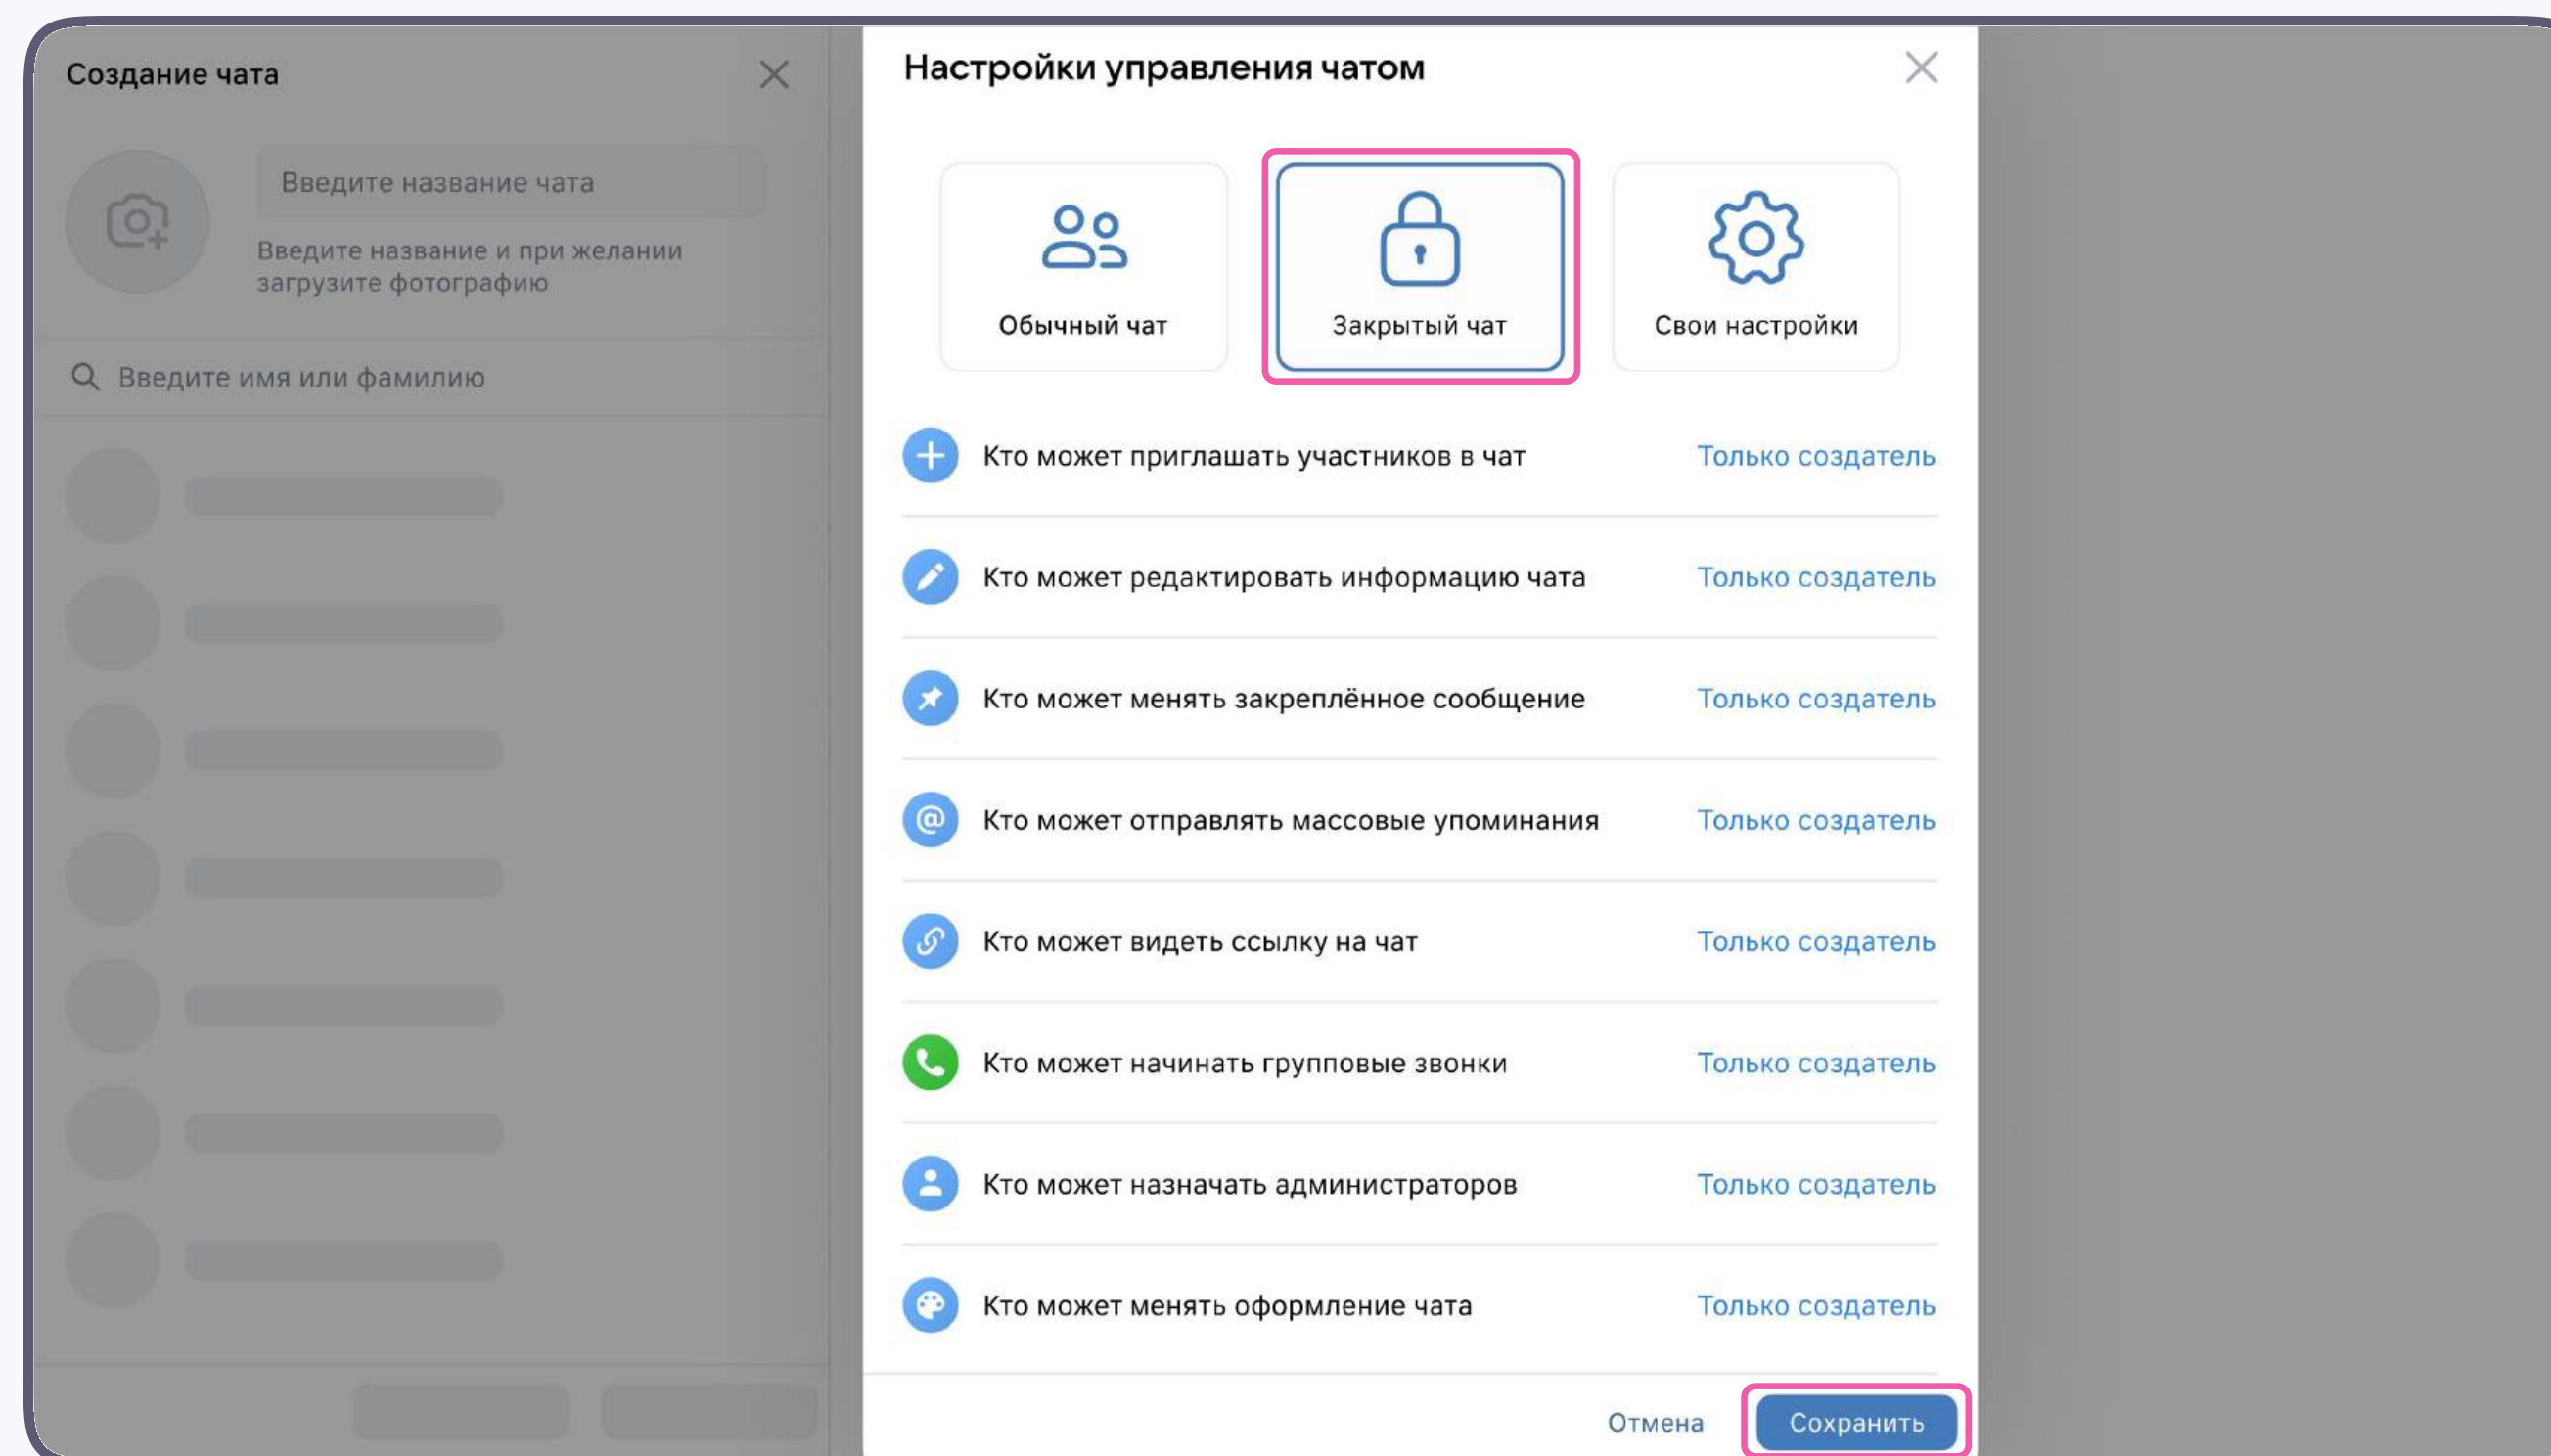 Создание чата
Введите название чата
Введите название и при желании
загрузите фотографию
Введите имя или фамилию
Настройки управления чатом
Обычный чат
Закрытый чат
Свои настройки
Кто может приглашать участников в чат Только создатель
Кто может редактировать информацию чата Только создатель
Кто может менять закреплённое сообщение Только создатель
Кто может отправлять массовые упоминания Только создатель
Кто может видеть ссылку на чат Только создатель
Кто может начинать групповые звонки Только создатель
Кто может назначать администраторов Только создатель
Кто может менять оформление чата Только создатель
Отмена
Сохранить